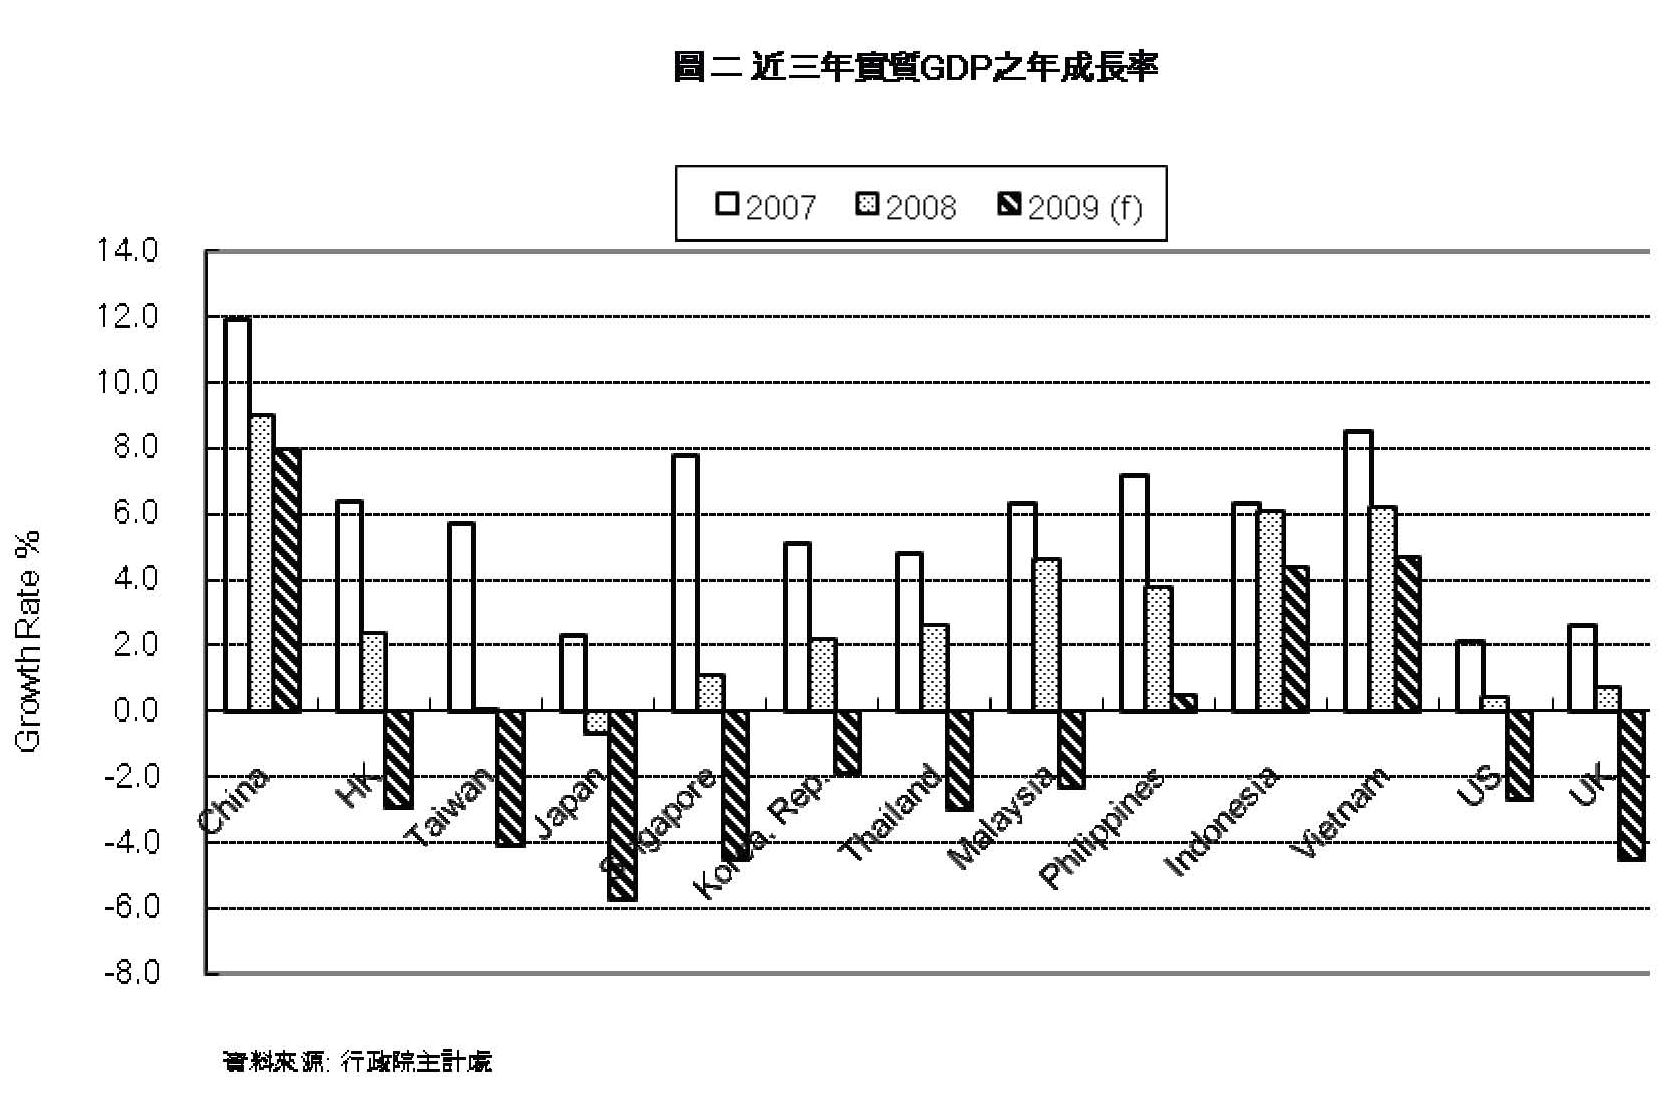 圖二 近三年實質GDP之年成長率
2007 2008 2009 (f)
14.0
12.0
10.0
8.0
6.0
4.0
2.0
0.0
-2.0
-4.0
-6.0
-8.0
Growth Rate %
China HK Taiwan Japan Singapore Korea. Rep. Thailand Malaysia Philippines Indonesia Vietnam US UK
資料來源: 行政院主計處